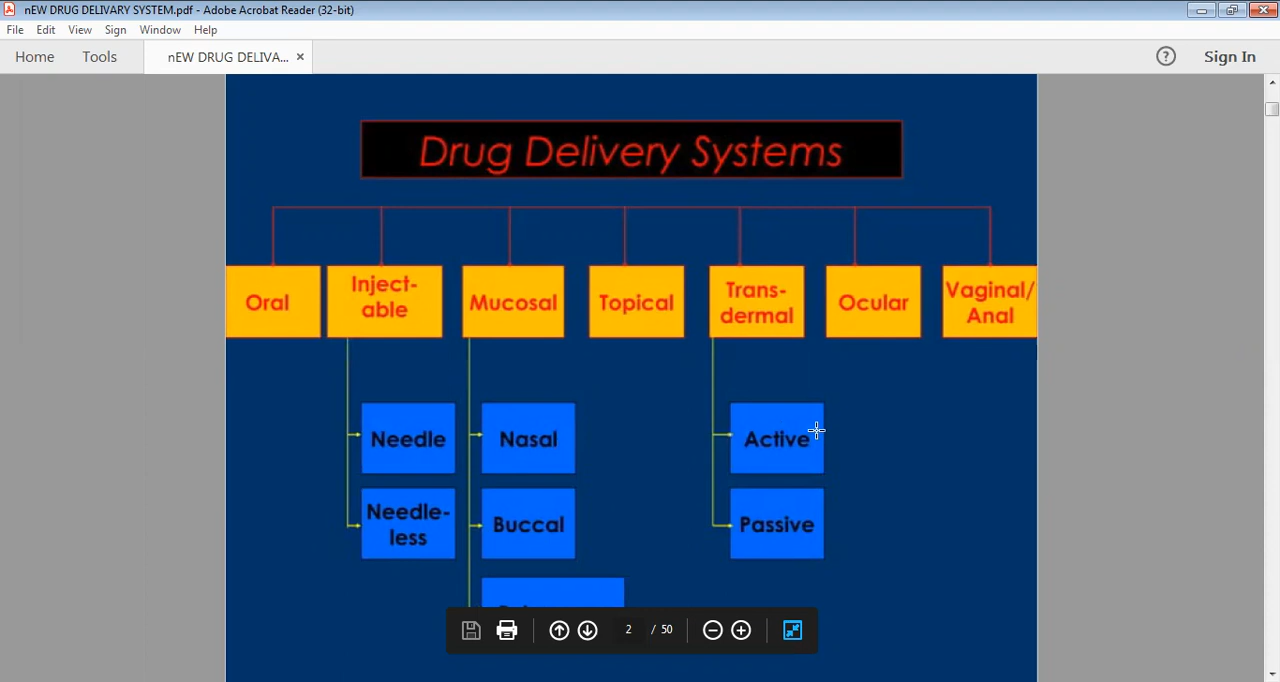 nEW DRUG DELIVARY SYSTEM.pdf - Adobe Acrobat Reader (32-bit)
File Edit View Sign Window Help
Home Tools nEW DRUG DELIVA... × ? Sign In
Drug Delivery Systems
Oral
Inject-
able
Mucosal
Topical
Trans-
dermal
Ocular
Vaginal/
Anal
Needle
Nasal
Active
Needle-
less
Buccal
Passive
2 / 50